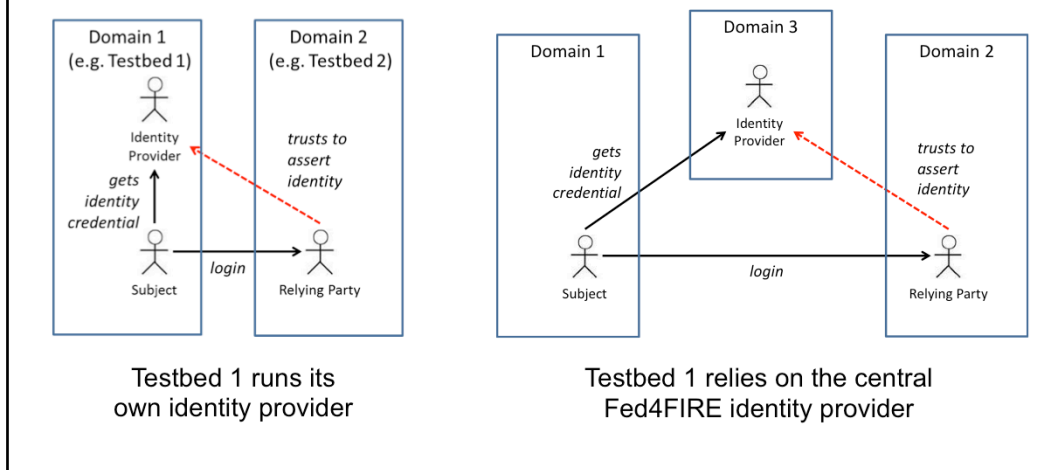 Domain 1
(e.g. Testbed 1)
Identity
Provider
gets
identity
credential
Subject
login
Domain 2
(e.g. Testbed 2)
trusts to
assert
identity
Relying Party
Testbed 1 runs its
own identity provider
Domain 1
gets
identity
credential
Subject
Domain 3
Identity
Provider
login
Domain 2
trusts to
assert
identity
Relying Party
Testbed 1 relies on the central
Fed4FIRE identity provider